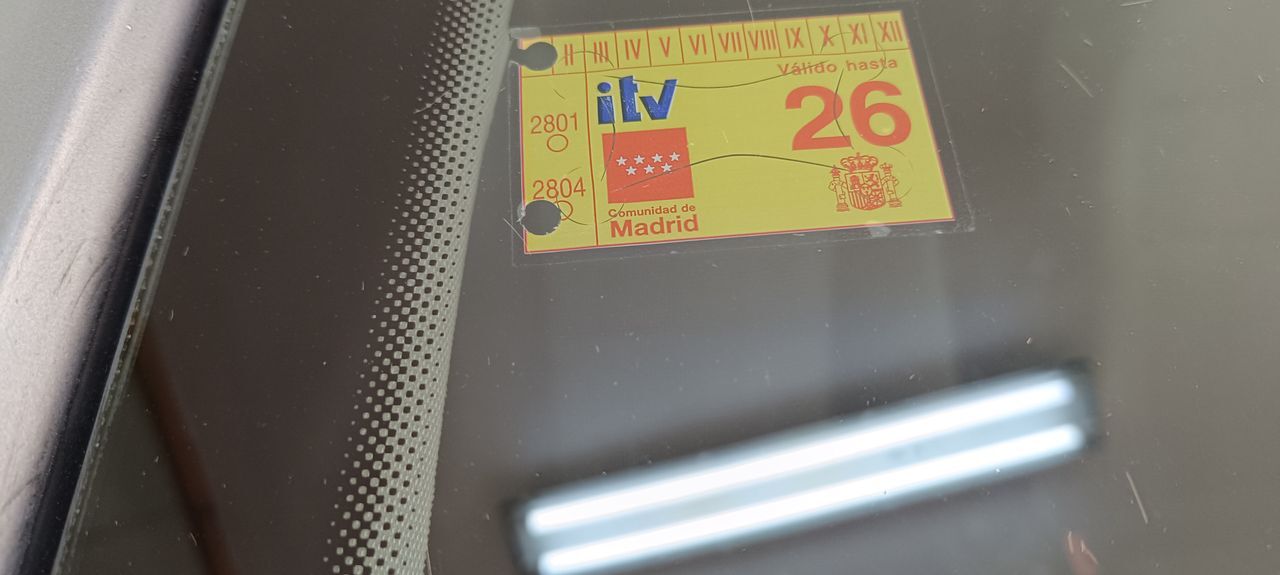 II III IV V VI VII VIII IX X XI XII
Válido hasta
itv
26
2801
2804
Comunidad de
Madrid